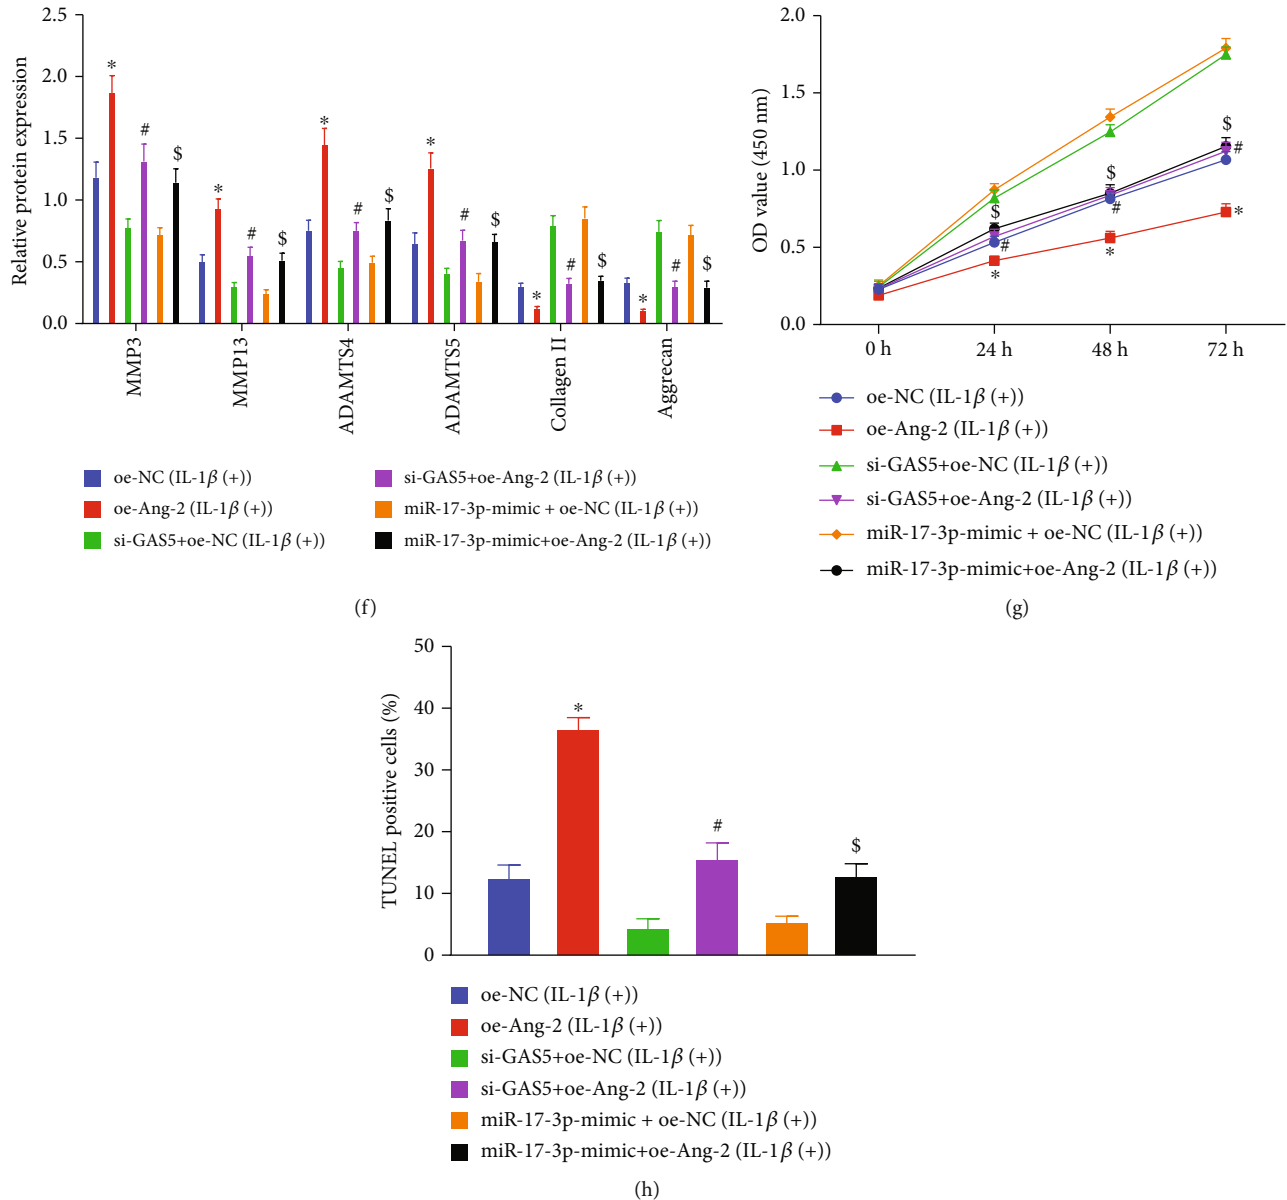 2.5
2.0
1.5
1.0
0.5
0.0
Relative protein expression
*
#
$
*
#
$
*
#
$
*
#
$
*
#
$
*
#
$
MMP3
MMP13
ADAMTS4
ADAMTS5
Collagen II
Aggrecan
oe-NC (IL-1β (+))
oe-Ang-2 (IL-1β (+))
si-GAS5+oe-NC (IL-1β (+))
si-GAS5+oe-Ang-2 (IL-1β (+))
miR-17-3p-mimic + oe-NC (IL-1β (+))
miR-17-3p-mimic+oe-Ang-2 (IL-1β (+))
(f)
2.0
1.5
1.0
0.5
0.0
OD value (450 nm)
$
#
*
$
#
*
$
#
*
0 h
24 h
48 h
72 h
oe-NC (IL-1β (+))
oe-Ang-2 (IL-1β (+))
si-GAS5+oe-NC (IL-1β (+))
si-GAS5+oe-Ang-2 (IL-1β (+))
miR-17-3p-mimic + oe-NC (IL-1β (+))
miR-17-3p-mimic+oe-Ang-2 (IL-1β (+))
(g)
50
40
30
20
10
0
TUNEL positive cells (%)
*
#
$
oe-NC (IL-1β (+))
oe-Ang-2 (IL-1β (+))
si-GAS5+oe-NC (IL-1β (+))
si-GAS5+oe-Ang-2 (IL-1β (+))
miR-17-3p-mimic + oe-NC (IL-1β (+))
miR-17-3p-mimic+oe-Ang-2 (IL-1β (+))
(h)